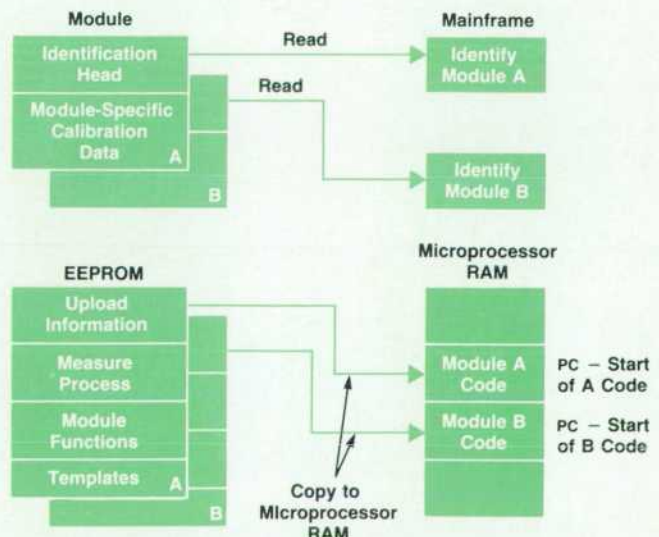 Module
Mainframe
Identification
Head
Read
Identify
Module A
Module-Specific
Calibration
Data
A
Read
B
Identify
Module B
EEPROM
Microprocessor
RAM
Upload
Information
Measure
Process
Module
Functions
Templates
A
B
Module A
Code
PC – Start
of A Code
Module B
Code
PC – Start
of B Code
Copy to
Microprocessor
RAM